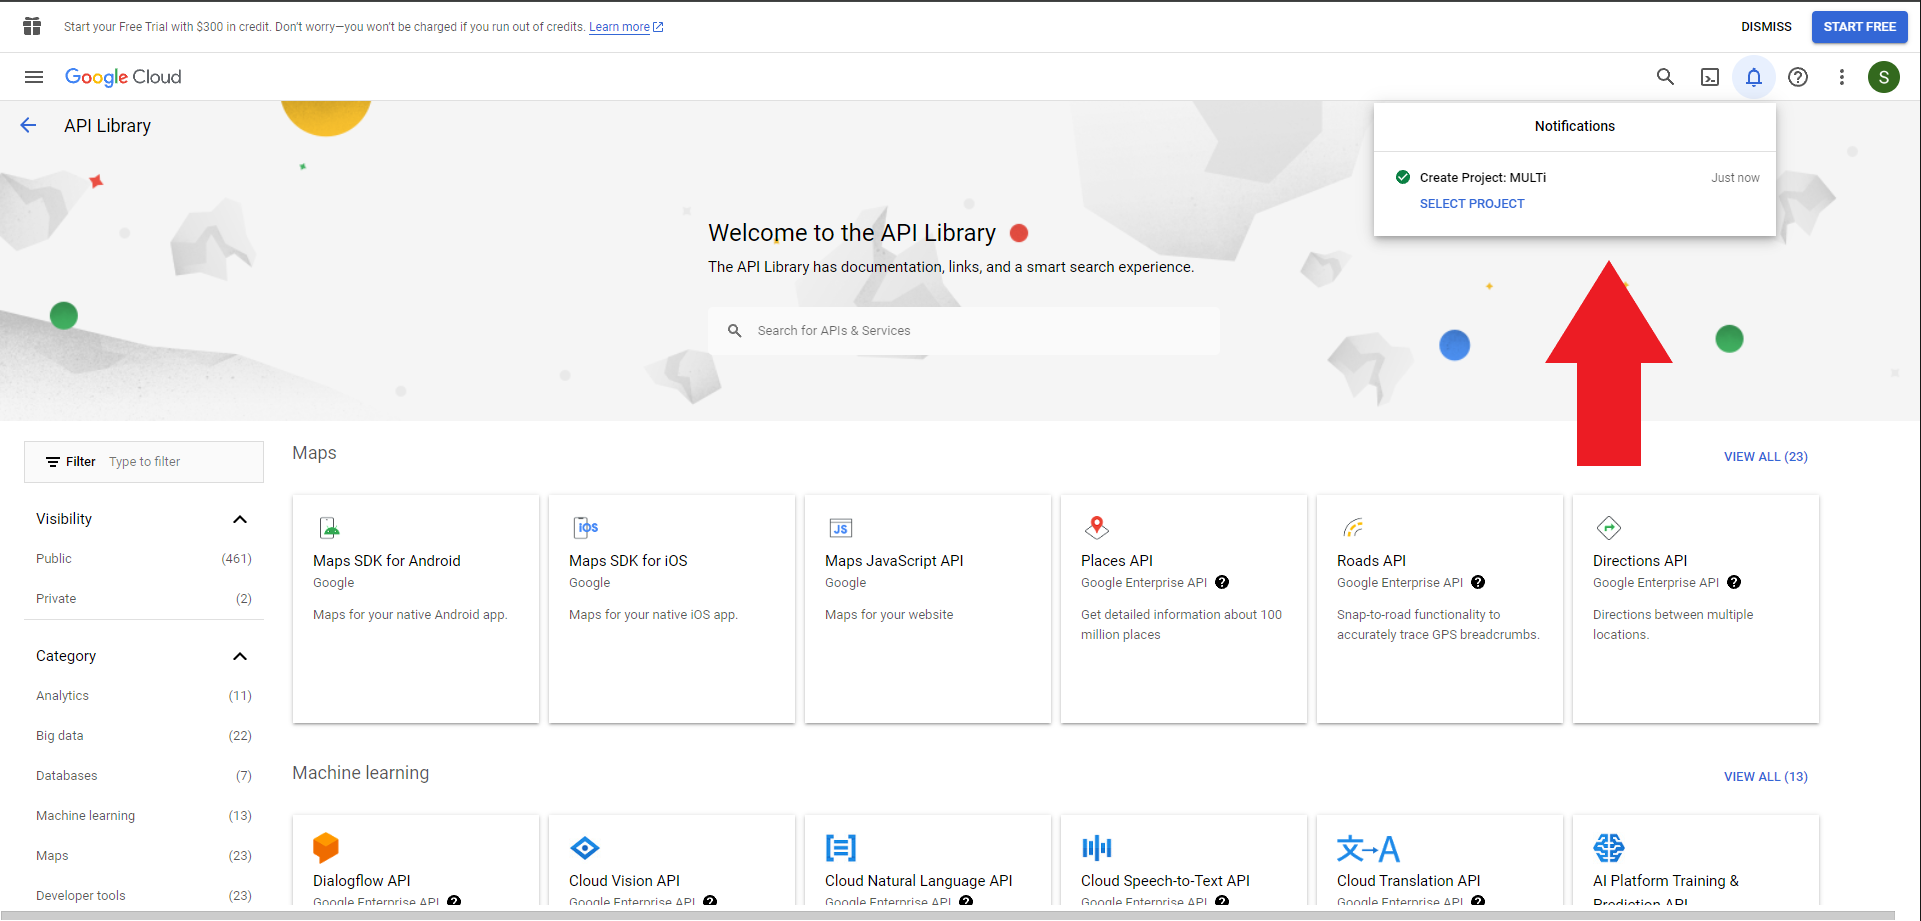 Start your Free Trial with $300 in credit. Don't worry—you won't be charged if you run out of credits. Learn more
DISMISS
START FREE
Google Cloud
S
API Library
Notifications
Create Project: MULTi
Just now
SELECT PROJECT
Welcome to the API Library
The API Library has documentation, links, and a smart search experience.
Search for APIs & Services
Filter Type to filter
Visibility
Public (461)
Private (2)
Category
Analytics (11)
Big data (22)
Databases (7)
Machine learning (13)
Maps (23)
Developer tools (23)
Maps
VIEW ALL (23)
Maps SDK for Android
Google
Maps for your native Android app.
iOS
Maps SDK for iOS
Google
Maps for your native iOS app.
JS
Maps JavaScript API
Google
Maps for your website
Places API
Google Enterprise API
Get detailed information about 100
million places
Roads API
Google Enterprise API
Snap-to-road functionality to
accurately trace GPS breadcrumbs.
Directions API
Google Enterprise API
Directions between multiple
locations.
Machine learning
VIEW ALL (13)
Dialogflow API
Google Enterprise API
Cloud Vision API
Google Enterprise API
Cloud Natural Language API
Google Enterprise API
Cloud Speech-to-Text API
Google Enterprise API
文→A
Cloud Translation API
Google Enterprise API
AI Platform Training &
Prediction API